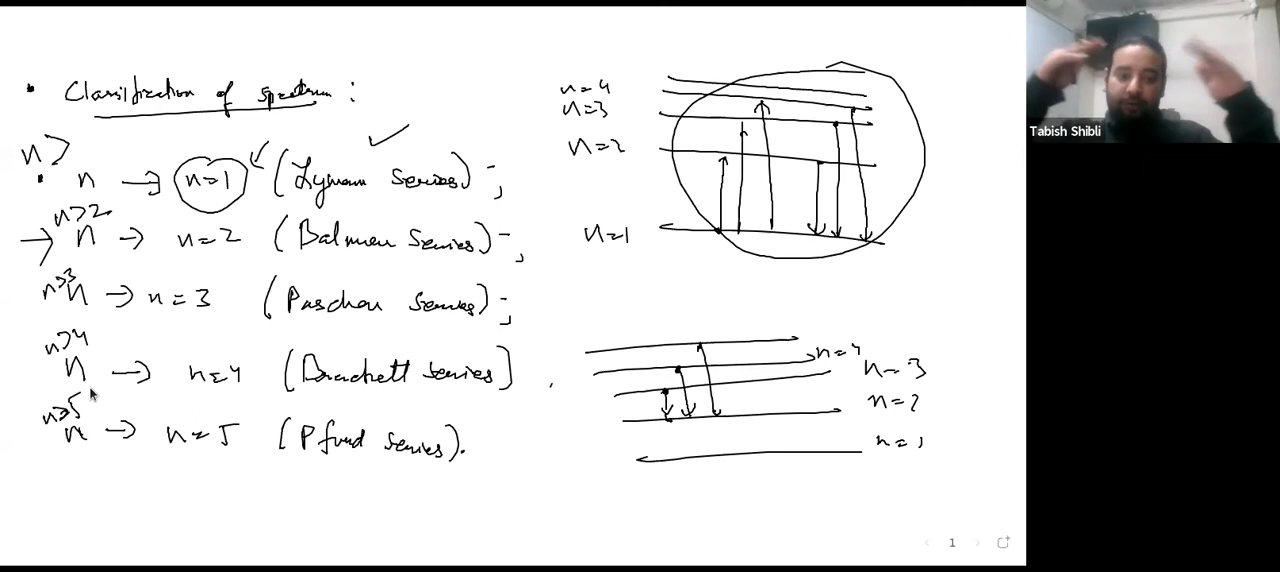 • Classification of spectrum :
n>
• n → n=1 (Lyman Series) -;
n>2
→ n → n=2 (Balmer Series) -;
n>3
n → n=3 (Paschen Series) -;
n>4
n → n=4 (Brackett Series)
n>5
n → n=5 (Pfund Series).
n=4
n=3
n=2
n=1
n=4
n=3
n=2
n=1
Tabish Shibli
1